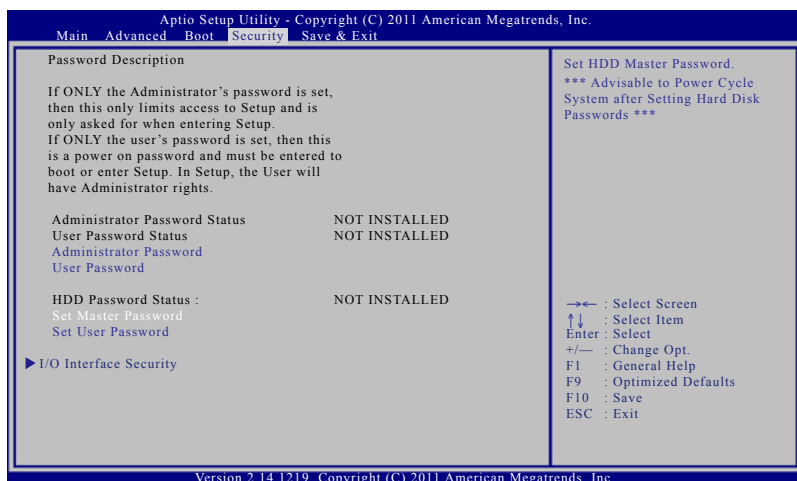 Aptio Setup Utility - Copyright (C) 2011 American Megatrends, Inc.
Main Advanced Boot Security Save & Exit
Password Description
If ONLY the Administrator's password is set,
then this only limits access to Setup and is
only asked for when entering Setup.
If ONLY the user's password is set, then this
is a power on password and must be entered to
boot or enter Setup. In Setup, the User will
have Administrator rights.
Administrator Password Status NOT INSTALLED
User Password Status NOT INSTALLED
Administrator Password
User Password
HDD Password Status : NOT INSTALLED
Set Master Password
Set User Password
▶ I/O Interface Security
Set HDD Master Password.
*** Advisable to Power Cycle
System after Setting Hard Disk
Passwords ***
→← : Select Screen
↑↓ : Select Item
Enter : Select
+/— : Change Opt.
F1 : General Help
F9 : Optimized Defaults
F10 : Save
ESC : Exit
Version 2.14.1219. Copyright (C) 2011 American Megatrends, Inc.